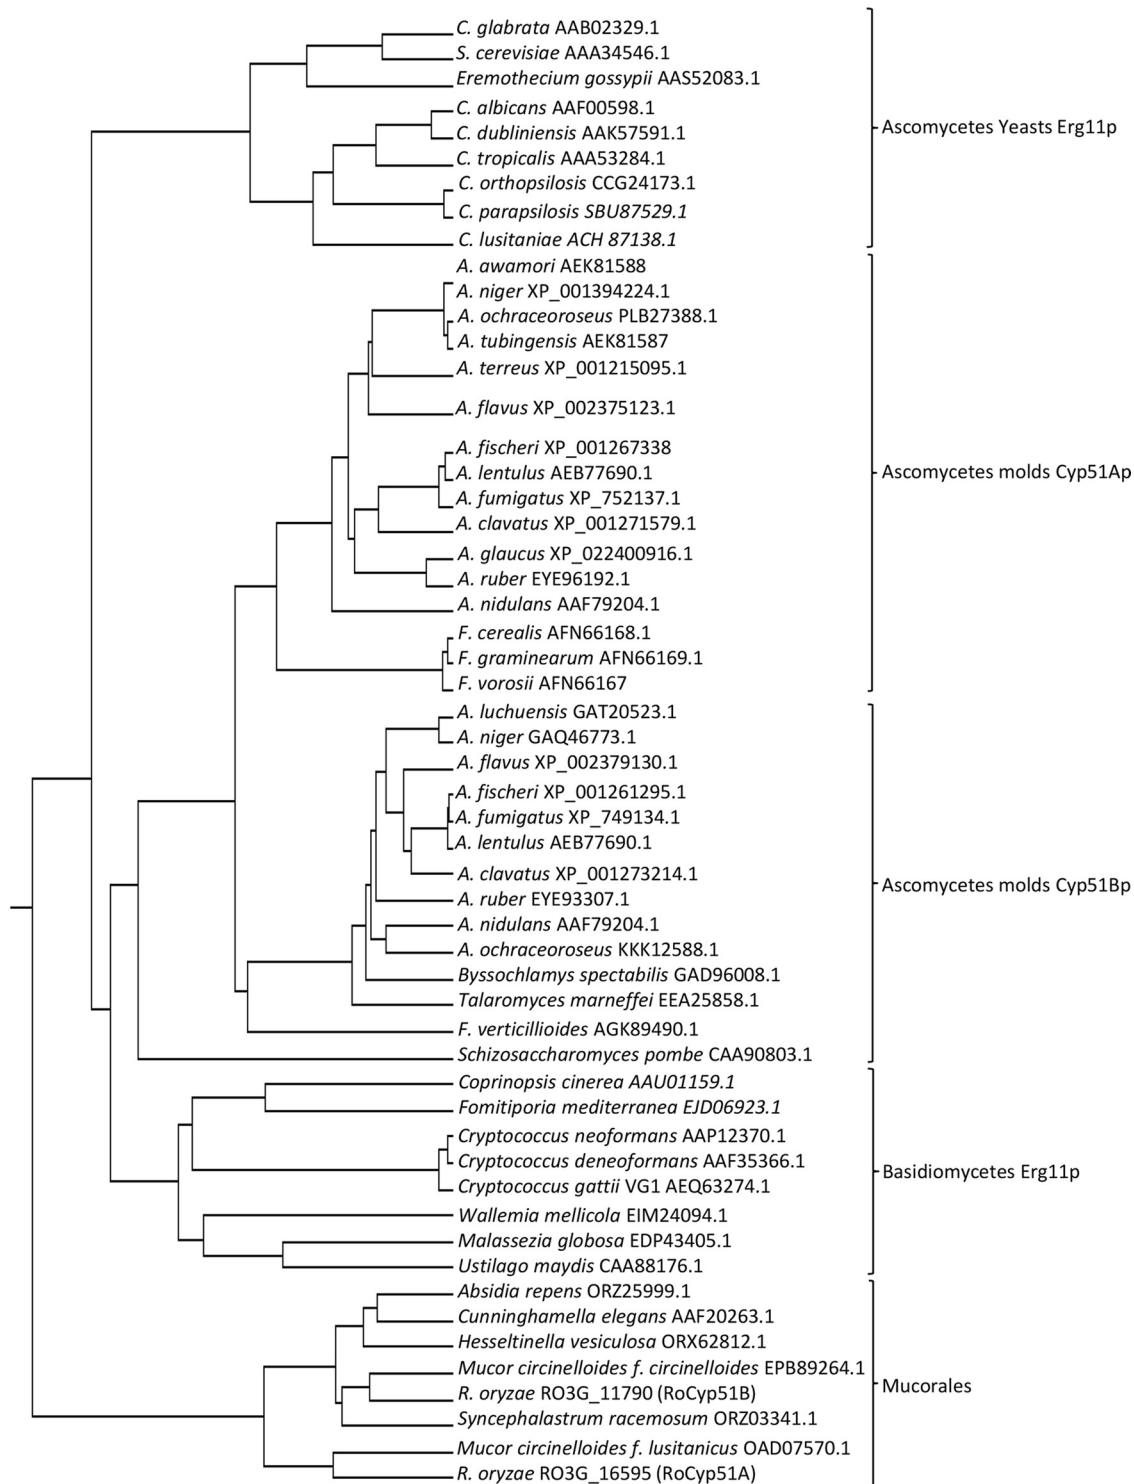 C. glabrata AAB02329.1
S. cerevisiae AAA34546.1
Eremothecium gossypii AAS52083.1
C. albicans AAF00598.1
Ascomycetes Yeasts Erg11p
C. dubliniensis AAK57591.1
C. tropicalis AAA53284.1
C. orthopsilosis CCG24173.1
C. parapsilosis SBU87529.1
C. lusitaniae ACH 87138.1
A. awamori AEK81588
A. niger XP_001394224.1
A. ochraceoroseus PLB27388.1
A. tubingensis AEK81587
A. terreus XP_001215095.1
A. flavus XP_002375123.1
A. fischeri XP_001267338
A. lentulus AEB77690.1
Ascomycetes molds Cyp51Ap
A. fumigatus XP_752137.1
A. clavatus XP_001271579.1
A. glaucus XP_022400916.1
A. ruber EYE96192.1
A. nidulans AAF79204.1
F. cerealis AFN66168.1
F. graminearum AFN66169.1
F. vorosii AFN66167
A. luchuensis GAT20523.1
A. niger GAQ46773.1
A. flavus XP_002379130.1
A. fischeri XP_001261295.1
A. fumigatus XP_749134.1
A. lentulus AEB77690.1
A. clavatus XP_001273214.1
Ascomycetes molds Cyp51Bp
A. ruber EYE93307.1
A. nidulans AAF79204.1
A. ochraceoroseus KKK12588.1
Byssochlamys spectabilis GAD96008.1
Talaromyces marneffei EEA25858.1
F. verticillioides AGK89490.1
Schizosaccharomyces pombe CAA90803.1
Coprinopsis cinerea AAU01159.1
Fomitiporia mediterranea EJD06923.1
Cryptococcus neoformans AAP12370.1
Cryptococcus deneoformans AAF35366.1
Basidiomycetes Erg11p
Cryptococcus gattii VG1 AEQ63274.1
Wallemia mellicola EIM24094.1
Malassezia globosa EDP43405.1
Ustilago maydis CAA88176.1
Absidia repens ORZ25999.1
Cunninghamella elegans AAF20263.1
Hesseltinella vesiculosa ORX62812.1
Mucor circinelloides f. circinelloides EPB89264.1
Mucorales
R. oryzae RO3G_11790 (RoCyp51B)
Syncephalastrum racemosum ORZ03341.1
Mucor circinelloides f. lusitanicus OAD07570.1
R. oryzae RO3G_16595 (RoCyp51A)